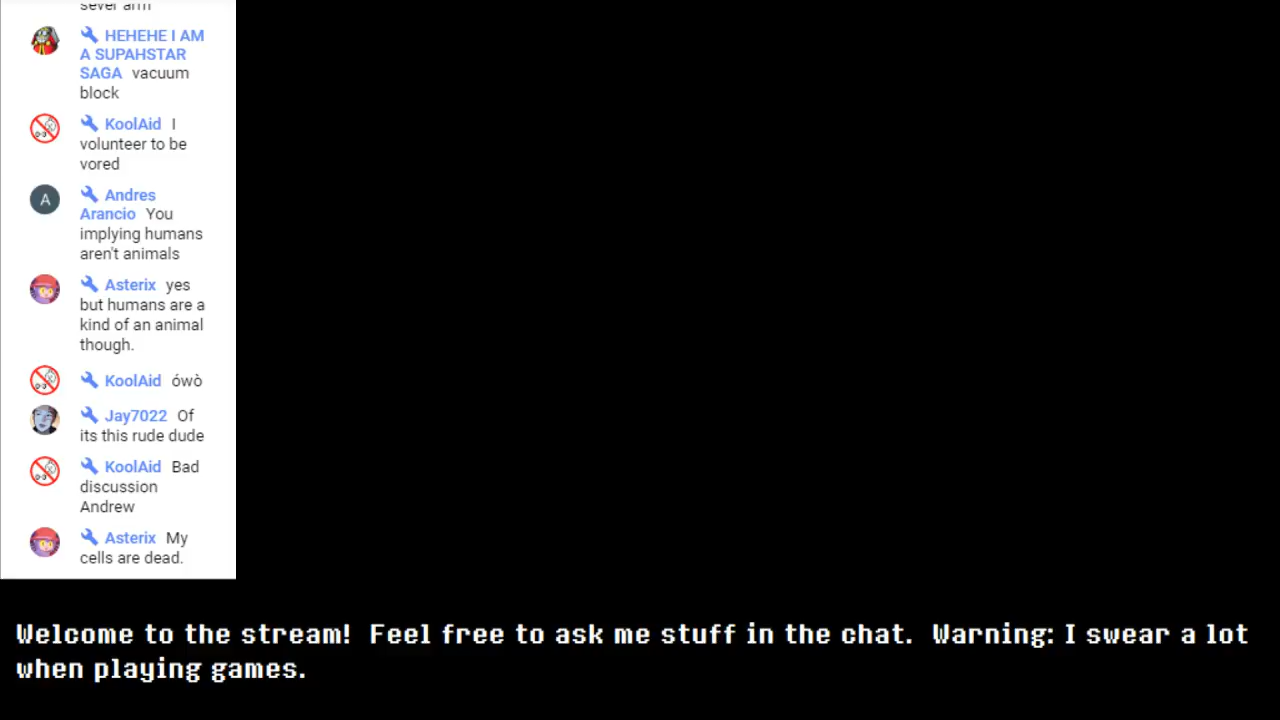 sever arm
HEHEHE I AM
A SUPAHSTAR
SAGA vacuum
block
KoolAid I
volunteer to be
vored
A
Andres
Arancio You
implying humans
aren't animals
Asterix yes
but humans are a
kind of an animal
though.
KoolAid ówò
Jay7022 Of
its this rude dude
KoolAid Bad
discussion
Andrew
Asterix My
cells are dead.
Welcome to the stream! Feel free to ask me stuff in the chat. Warning: I swear a lot
when playing games.